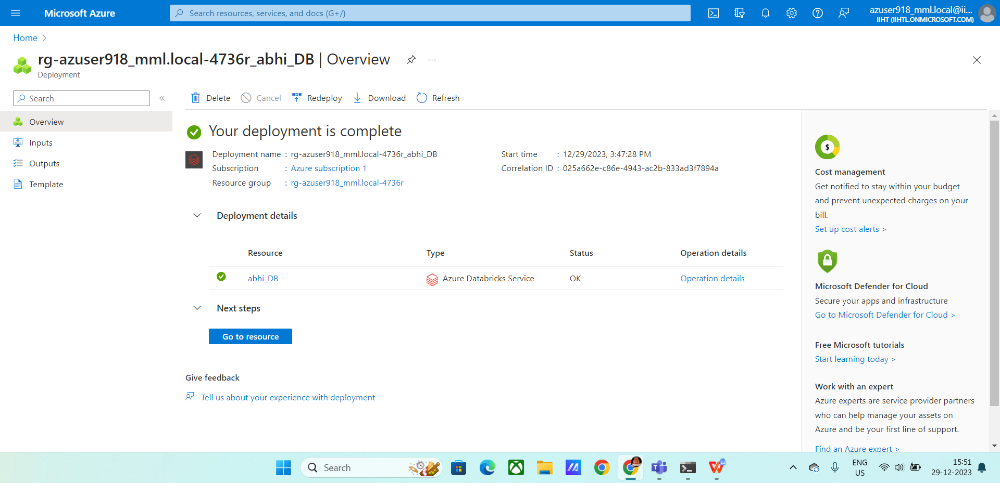 Microsoft Azure
Search resources, services, and docs (G+/)
azuser918_mml.local@ii...
IIHT (IIHTL.ONMICROSOFT.COM)
Home
rg-azuser918_mml.local-4736r_abhi_DB | Overview
...
Deployment
Search
«
Delete
Cancel
Redeploy
Download
Refresh
Overview
Inputs
Outputs
Template
Your deployment is complete
Deployment name : rg-azuser918_mml.local-4736r_abhi_DB
Subscription : Azure subscription 1
Resource group : rg-azuser918_mml.local-4736r
Start time : 12/29/2023, 3:47:28 PM
Correlation ID : 025a662e-c86e-4943-ac2b-833ad3f7894a
Deployment details
Resource Type Status Operation details
abhi_DB Azure Databricks Service OK Operation details
Next steps
Go to resource
Give feedback
Tell us about your experience with deployment
$
Cost management
Get notified to stay within your budget
and prevent unexpected charges on your
bill.
Set up cost alerts >
Microsoft Defender for Cloud
Secure your apps and infrastructure
Go to Microsoft Defender for Cloud >
Free Microsoft tutorials
Start learning today >
Work with an expert
Azure experts are service provider partners
who can help manage your assets on
Azure and be your first line of support.
Find an Azure expert >
Search
ENG
US
15:51
29-12-2023